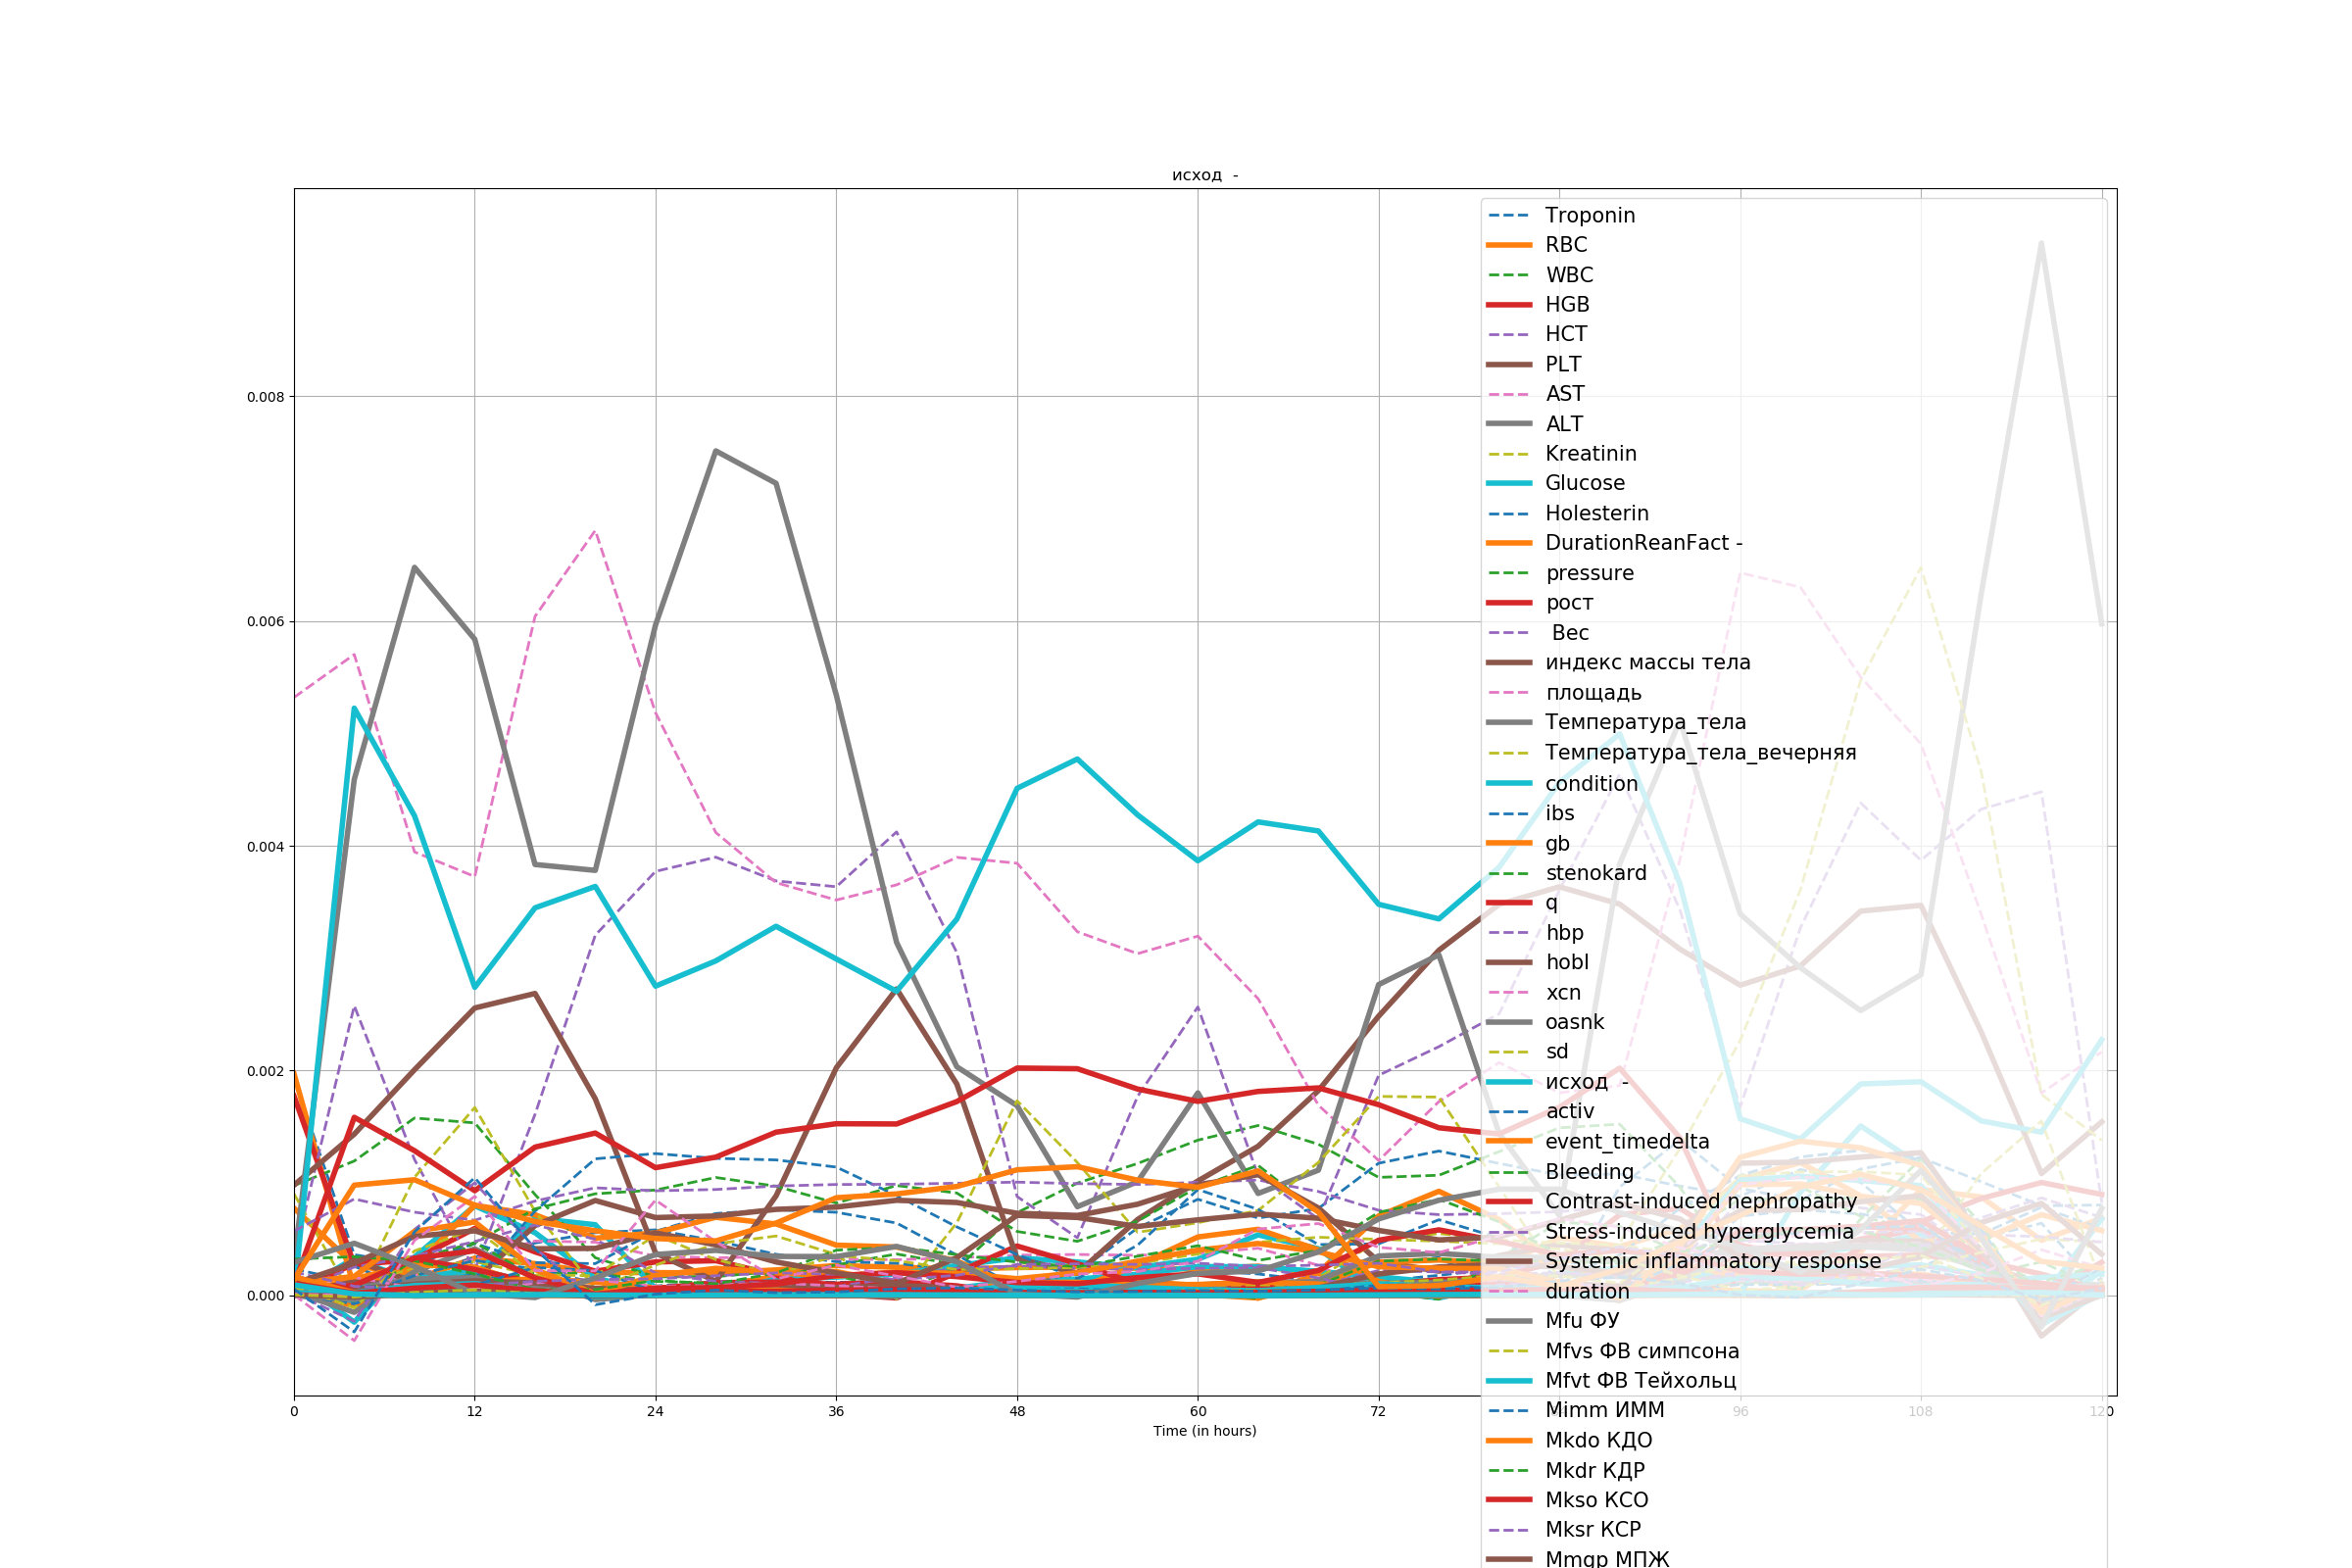 исход -
0.008
0.006
0.004
0.002
0.000
0
12
24
36
48
60
72
96
108
120
Time (in hours)
Troponin
RBC
WBC
HGB
HCT
PLT
AST
ALT
Kreatinin
Glucose
Holesterin
DurationReanFact -
pressure
рост
Вес
индекс массы тела
площадь
Температура_тела
Температура_тела_вечерняя
condition
ibs
gb
stenokard
q
hbp
hobl
xcn
oasnk
sd
исход -
activ
event_timedelta
Bleeding
Contrast-induced nephropathy
Stress-induced hyperglycemia
Systemic inflammatory response
duration
Mfu ФУ
Mfvs ФВ симпсона
Mfvt ФВ Тейхольц
Mimm ИММ
Mkdo КДО
Mkdr КДР
Mkso КСО
Mksr КСР
Mmgp МПЖ